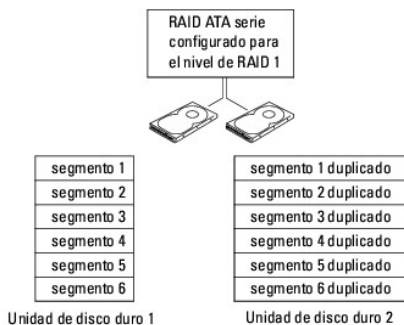 RAID ATA serie
configurado para
el nivel de RAID 1
segmento 1
segmento 2
segmento 3
segmento 4
segmento 5
segmento 6
Unidad de disco duro 1
segmento 1 duplicado
segmento 2 duplicado
segmento 3 duplicado
segmento 4 duplicado
segmento 5 duplicado
segmento 6 duplicado
Unidad de disco duro 2